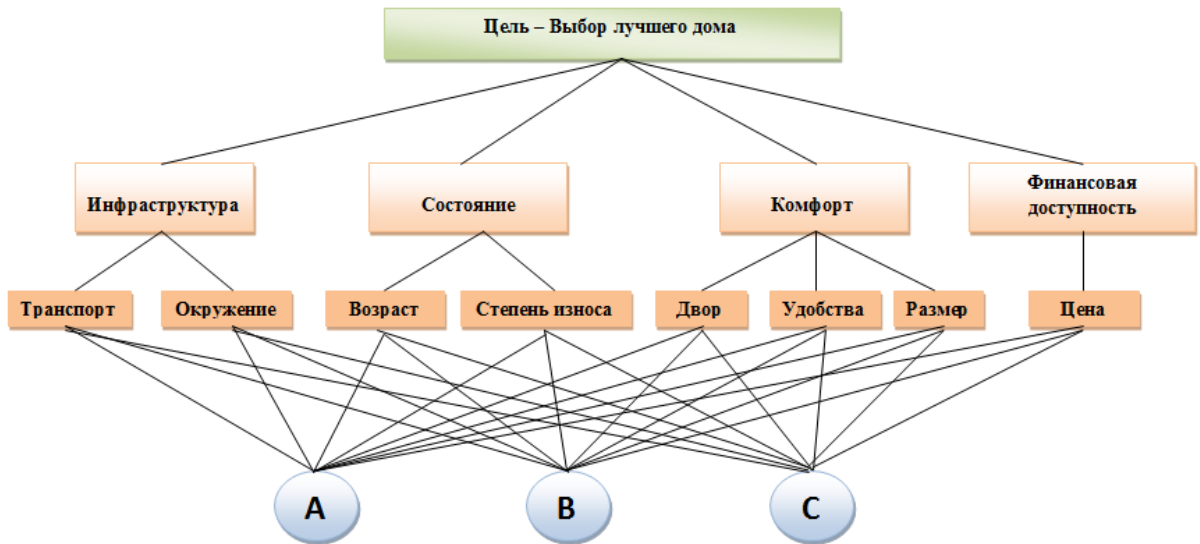 Цель – Выбор лучшего дома
Инфраструктура
Состояние
Комфорт
Финансовая
доступность
Транспорт
Окружение
Возраст
Степень износа
Двор
Удобства
Размер
Цена
A
B
C